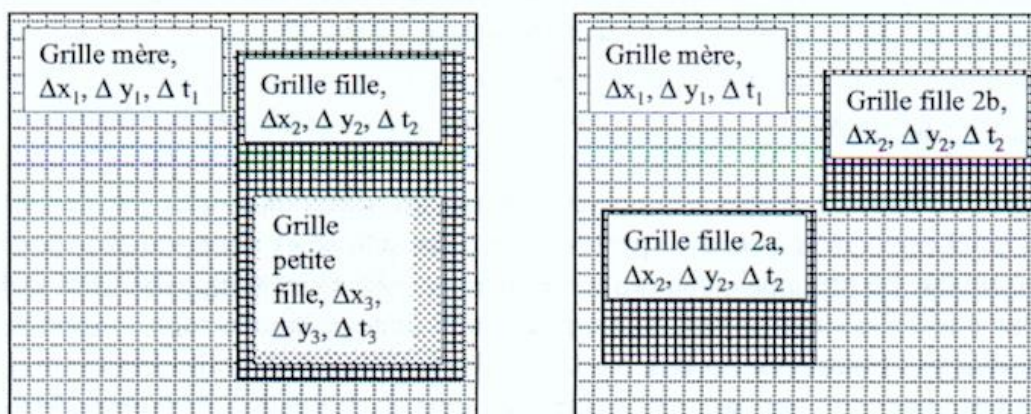 Grille mère,
Δx₁, Δ y₁, Δ t₁
Grille fille,
Δx₂, Δ y₂, Δ t₂
Grille
petite
fille, Δx₃,
Δ y₃, Δ t₃
Grille mère,
Δx₁, Δ y₁, Δ t₁
Grille fille 2b,
Δx₂, Δ y₂, Δ t₂
Grille fille 2a,
Δx₂, Δ y₂, Δ t₂